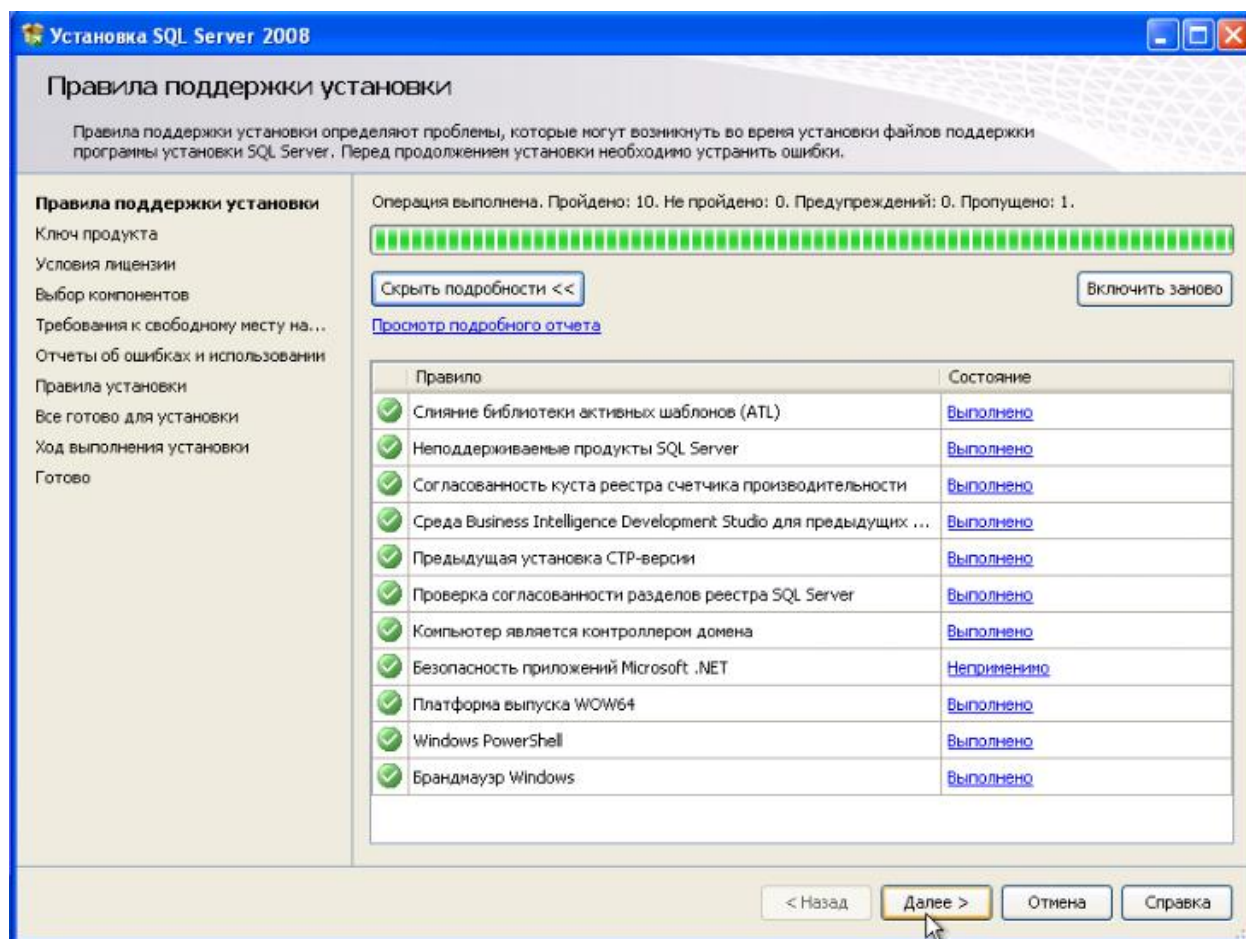 Установка SQL Server 2008
Правила поддержки установки
Правила поддержки установки определяют проблемы, которые могут возникнуть во время установки файлов поддержки
программы установки SQL Server. Перед продолжением установки необходимо устранить ошибки.
Правила поддержки установки
Ключ продукта
Условия лицензии
Выбор компонентов
Требования к свободному месту на...
Отчеты об ошибках и использовании
Правила установки
Все готово для установки
Ход выполнения установки
Готово
Операция выполнена. Пройдено: 10. Не пройдено: 0. Предупреждений: 0. Пропущено: 1.
Скрыть подробности << Включить заново
Просмотр подробного отчета
Правило Состояние
Слияние библиотеки активных шаблонов (ATL) Выполнено
Неподдерживаемые продукты SQL Server Выполнено
Согласованность куста реестра счетчика производительности Выполнено
Среда Business Intelligence Development Studio для предыдущих ... Выполнено
Предыдущая установка CTP-версии Выполнено
Проверка согласованности разделов реестра SQL Server Выполнено
Компьютер является контроллером домена Выполнено
Безопасность приложений Microsoft .NET Неприменимо
Платформа выпуска WOW64 Выполнено
Windows PowerShell Выполнено
Брандмауэр Windows Выполнено
< Назад Далее > Отмена Справка